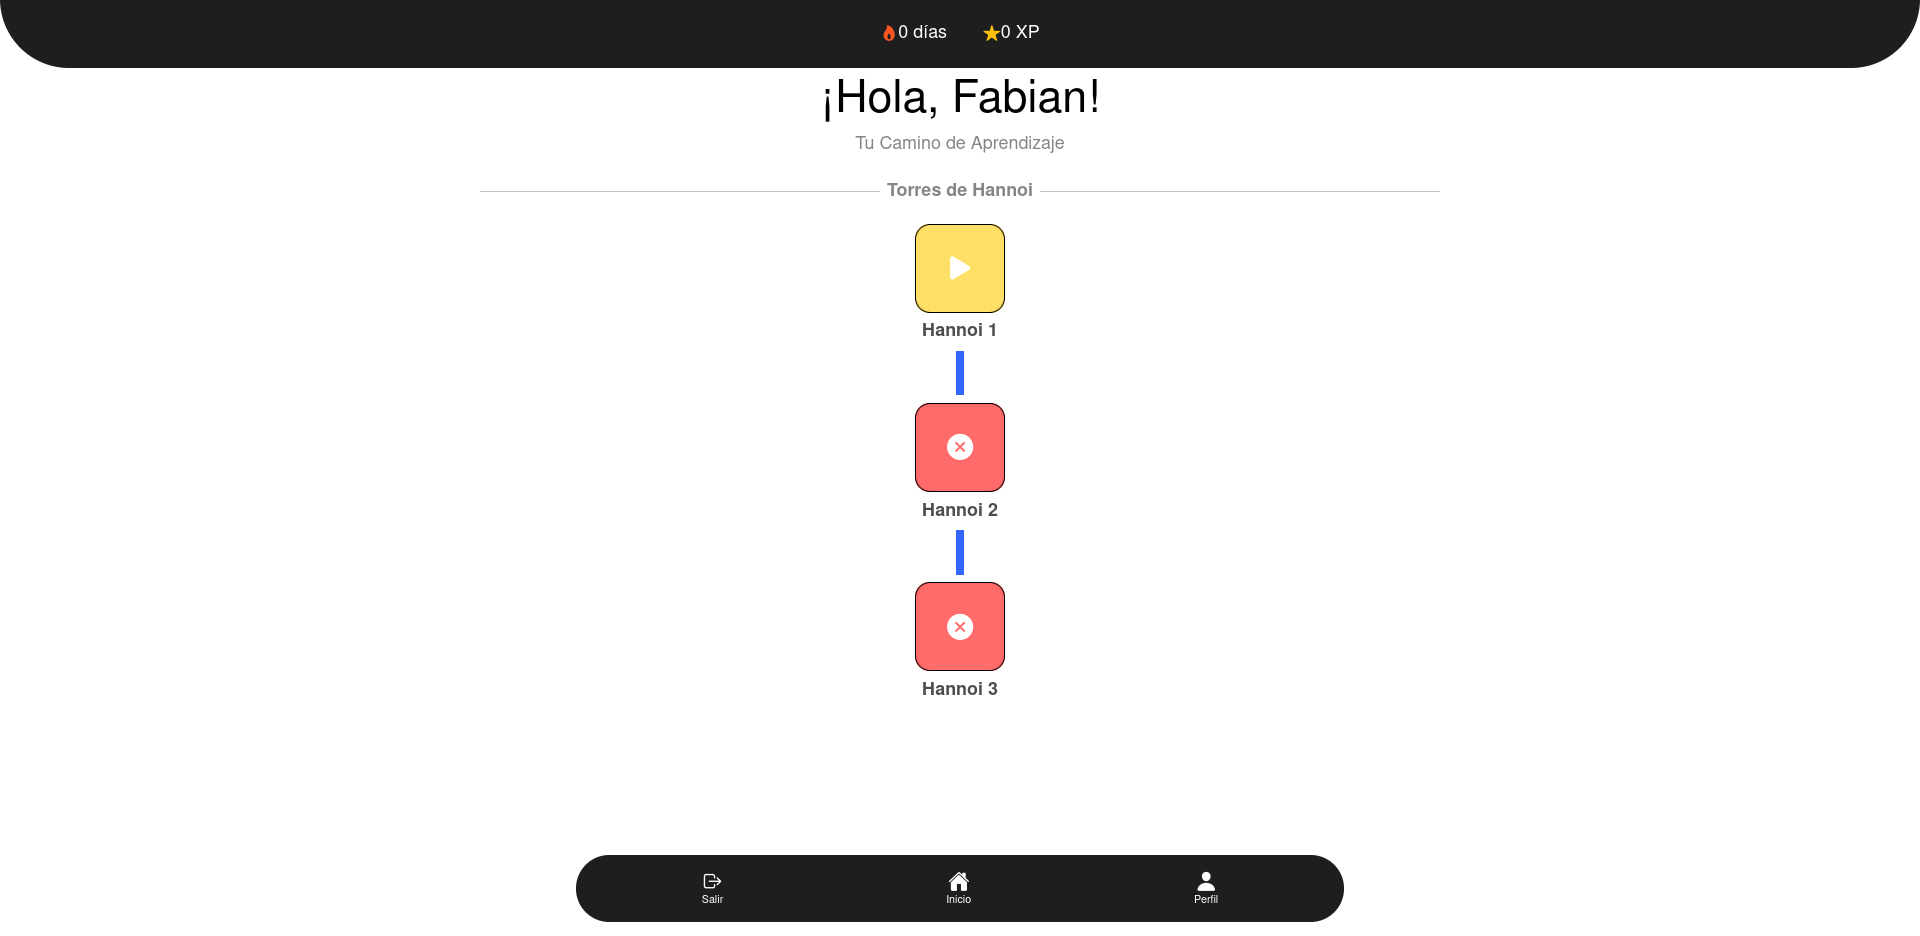 0 días 0 XP
¡Hola, Fabian!
Tu Camino de Aprendizaje
Torres de Hannoi
Hannoi 1
Hannoi 2
Hannoi 3
Salir Inicio Perfil